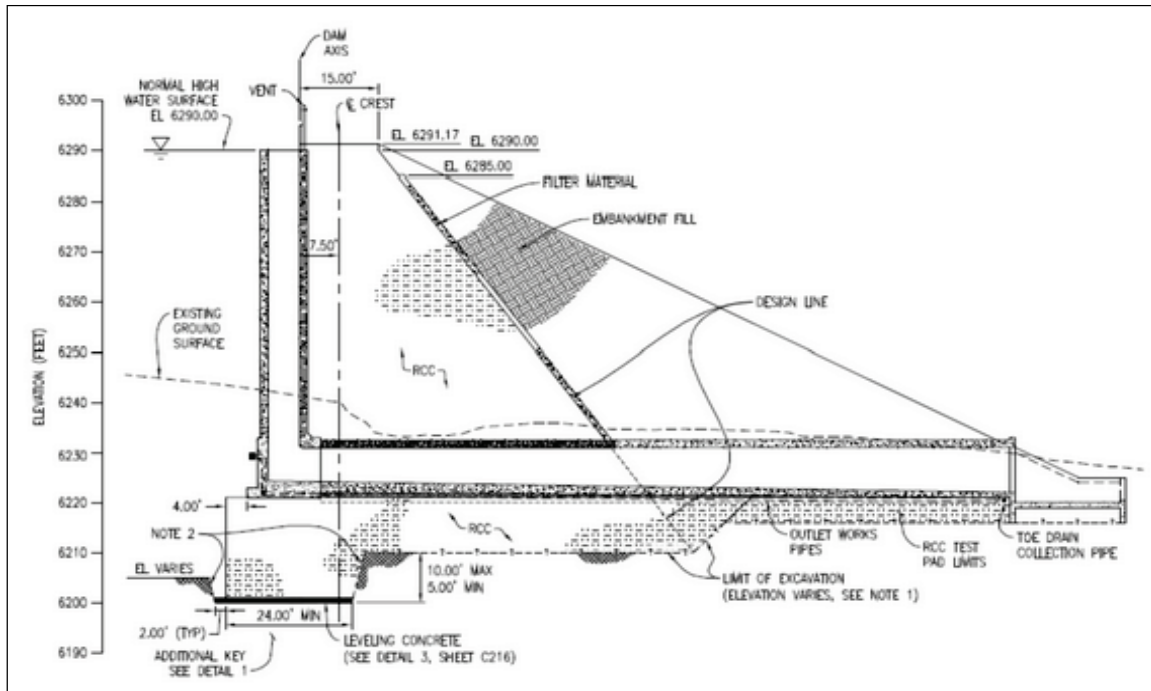 DAM
AXIS
15.00'
NORMAL HIGH
WATER SURFACE
EL 6290.00
VENT
℄ CREST
EL 6291.17
EL 6290.00
EL 6285.00
FILTER MATERIAL
EMBANKMENT FILL
7.50'
DESIGN LINE
EXISTING
GROUND
SURFACE
RCC
ELEVATION (FEET)
6300
6290
6280
6270
6260
6250
6240
6230
6220
6210
6200
6190
4.00'
NOTE 2
RCC
OUTLET WORKS
PIPES
RCC TEST
PAD LIMITS
TOE DRAIN
COLLECTION PIPE
EL VARIES
10.00' MAX
5.00' MIN
LIMIT OF EXCAVATION
(ELEVATION VARIES, SEE NOTE 1)
24.00' MIN
2.00' (TYP)
LEVELING CONCRETE
(SEE DETAIL 3, SHEET C216)
ADDITIONAL KEY
SEE DETAIL 1